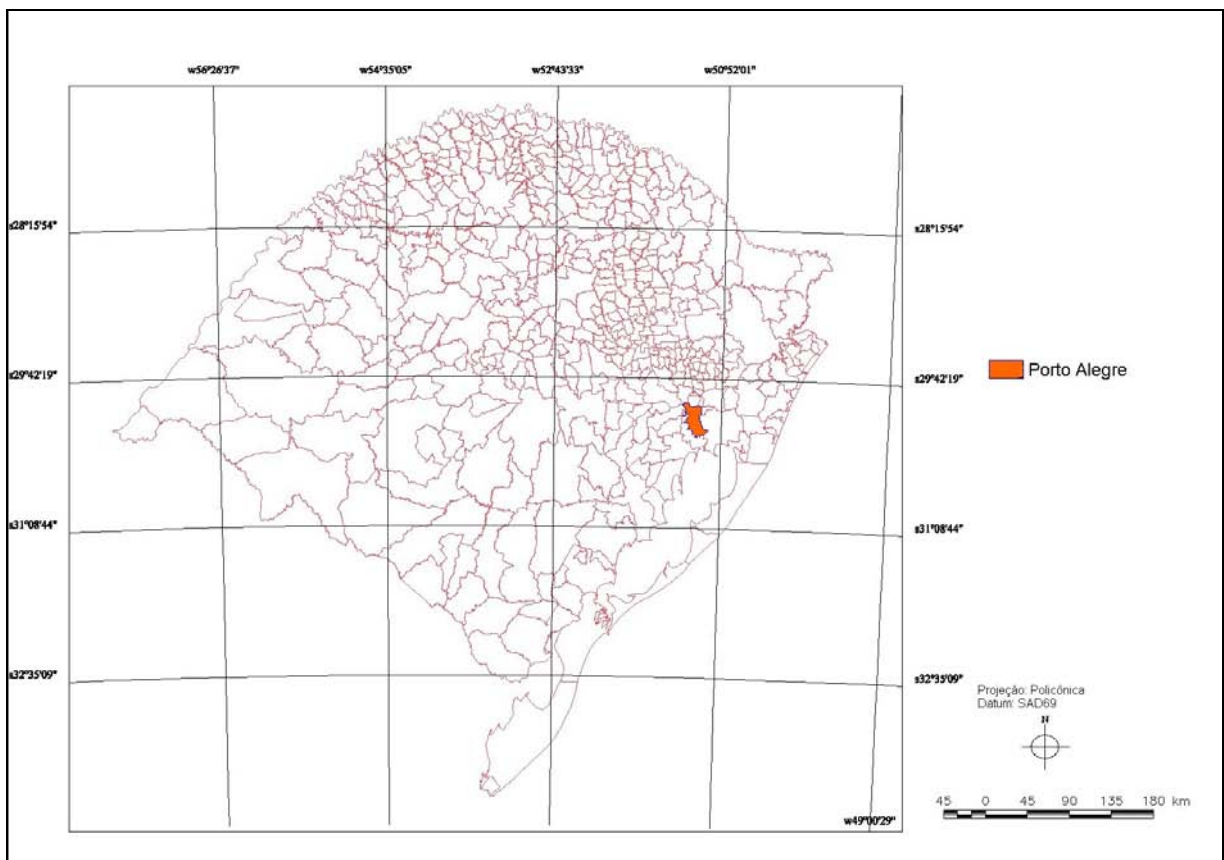 w56°26'37"
w54°35'05"
w52°43'33"
w50°52'01"
s28°15'54"
s28°15'54"
s29°42'19"
s29°42'19"
Porto Alegre
s31°08'44"
s31°08'44"
s32°35'09"
s32°35'09"
Projeção: Policônica
Datum: SAD69
N
45 0 45 90 135 180 km
w49°00'29"